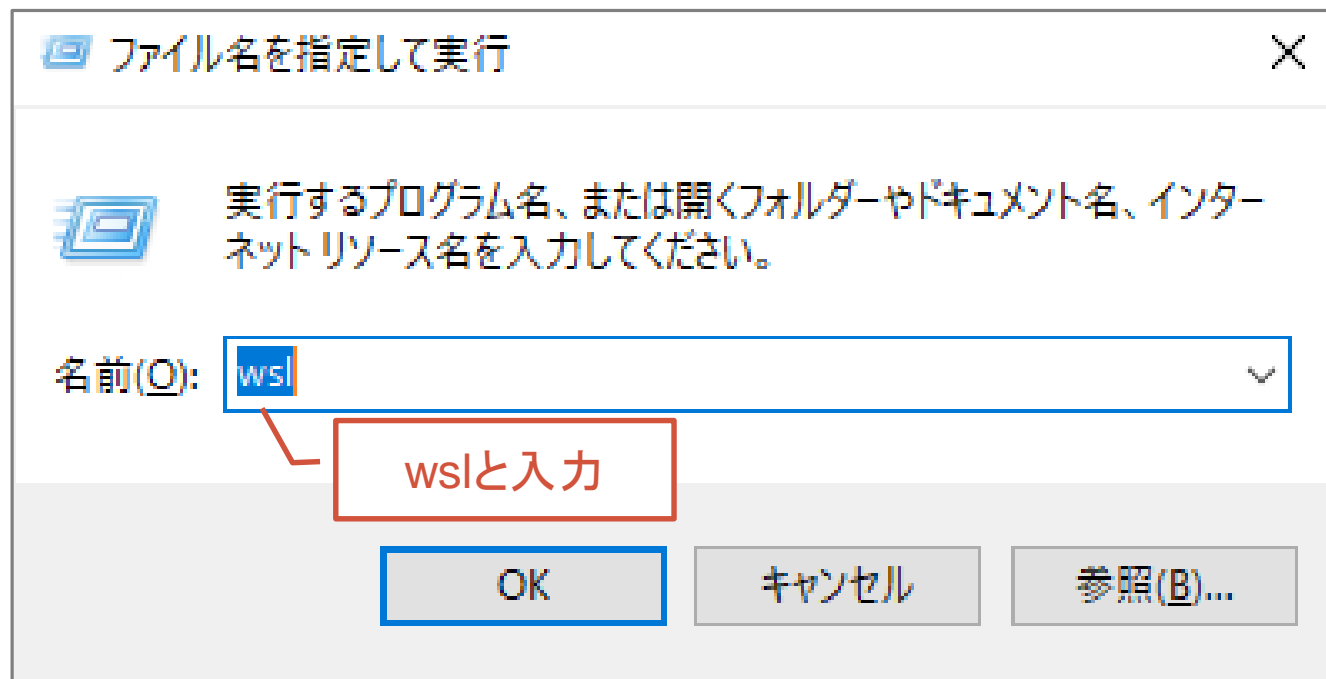 ファイル名を指定して実行
実行するプログラム名、または開くフォルダーやドキュメント名、インター
ネット リソース名を入力してください。
名前(O): wsl
wslと入力
OK キャンセル 参照(B)...